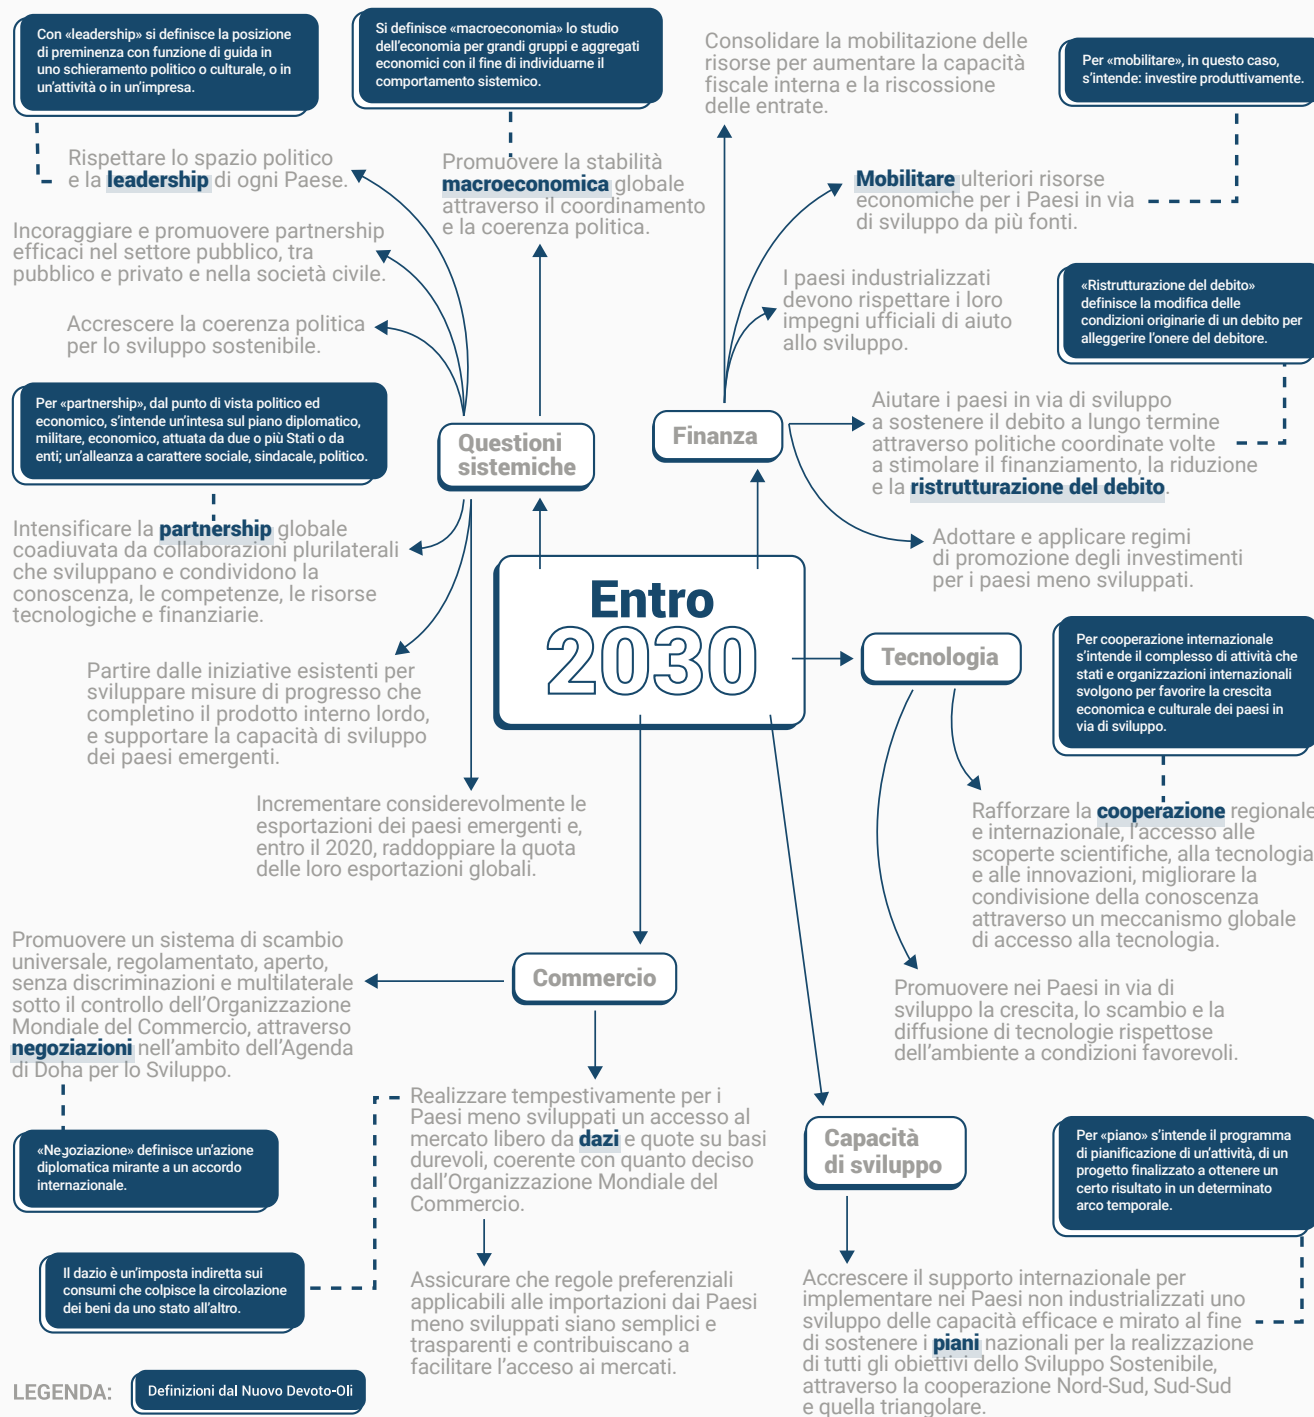 Con «leadership» si definisce la posizione
di preminenza con funzione di guida in
uno schieramento politico o culturale, o in
un'attività o in un'impresa.
Si definisce «macroeconomia» lo studio
dell'economia per grandi gruppi e aggregati
economici con il fine di individuarne il
comportamento sistemico.
Consolidare la mobilitazione delle
risorse per aumentare la capacità
fiscale interna e la riscossione
delle entrate.
Per «mobilitare», in questo caso,
s'intende: investire produttivamente.
Rispettare lo spazio politico
e la leadership di ogni Paese.
Promuovere la stabilità
macroeconomica globale
attraverso il coordinamento
e la coerenza politica.
Mobilitare ulteriori risorse
economiche per i Paesi in via
di sviluppo da più fonti.
Incoraggiare e promuovere partnership
efficaci nel settore pubblico, tra
pubblico e privato e nella società civile.
I paesi industrializzati
devono rispettare i loro
impegni ufficiali di aiuto
allo sviluppo.
«Ristrutturazione del debito»
definisce la modifica delle
condizioni originarie di un debito per
alleggerire l'onere del debitore.
Accrescere la coerenza politica
per lo sviluppo sostenibile.
Per «partnership», dal punto di vista politico ed
economico, s'intende un'intesa sul piano diplomatico,
militare, economico, attuata da due o più Stati o da
enti; un'alleanza a carattere sociale, sindacale, politico.
Questioni
sistemiche
Finanza
Aiutare i paesi in via di sviluppo
a sostenere il debito a lungo termine
attraverso politiche coordinate volte
a stimolare il finanziamento, la riduzione
e la ristrutturazione del debito.
Intensificare la partnership globale
coadiuvata da collaborazioni plurilaterali
che sviluppano e condividono la
conoscenza, le competenze, le risorse
tecnologiche e finanziarie.
Adottare e applicare regimi
di promozione degli investimenti
per i paesi meno sviluppati.
Entro
2030
Tecnologia
Per cooperazione internazionale
s'intende il complesso di attività che
stati e organizzazioni internazionali
svolgono per favorire la crescita
economica e culturale dei paesi in
via di sviluppo.
Partire dalle iniziative esistenti per
sviluppare misure di progresso che
completino il prodotto interno lordo,
e supportare la capacità di sviluppo
dei paesi emergenti.
Incrementare considerevolmente le
esportazioni dei paesi emergenti e,
entro il 2020, raddoppiare la quota
delle loro esportazioni globali.
Rafforzare la cooperazione regionale
e internazionale, l'accesso alle
scoperte scientifiche, alla tecnologia
e alle innovazioni, migliorare la
condivisione della conoscenza
attraverso un meccanismo globale
di accesso alla tecnologia.
Promuovere un sistema di scambio
universale, regolamentato, aperto,
senza discriminazioni e multilaterale
sotto il controllo dell'Organizzazione
Mondiale del Commercio, attraverso
negoziazioni nell'ambito dell'Agenda
di Doha per lo Sviluppo.
Commercio
Promuovere nei Paesi in via di
sviluppo la crescita, lo scambio e la
diffusione di tecnologie rispettose
dell'ambiente a condizioni favorevoli.
«Negoziazione» definisce un'azione
diplomatica mirante a un accordo
internazionale.
Realizzare tempestivamente per i
Paesi meno sviluppati un accesso al
mercato libero da dazi e quote su basi
durevoli, coerente con quanto deciso
dall'Organizzazione Mondiale del
Commercio.
Capacità
di sviluppo
Per «piano» s'intende il programma
di pianificazione di un'attività, di un
progetto finalizzato a ottenere un
certo risultato in un determinato
arco temporale.
Il dazio è un'imposta indiretta sui
consumi che colpisce la circolazione
dei beni da uno stato all'altro.
Assicurare che regole preferenziali
applicabili alle importazioni dai Paesi
meno sviluppati siano semplici e
trasparenti e contribuiscano a
facilitare l'accesso ai mercati.
Accrescere il supporto internazionale per
implementare nei Paesi non industrializzati uno
sviluppo delle capacità efficace e mirato al fine
di sostenere i piani nazionali per la realizzazione
di tutti gli obiettivi dello Sviluppo Sostenibile,
attraverso la cooperazione Nord-Sud, Sud-Sud
e quella triangolare.
LEGENDA:
Definizioni dal Nuovo Devoto-Oli